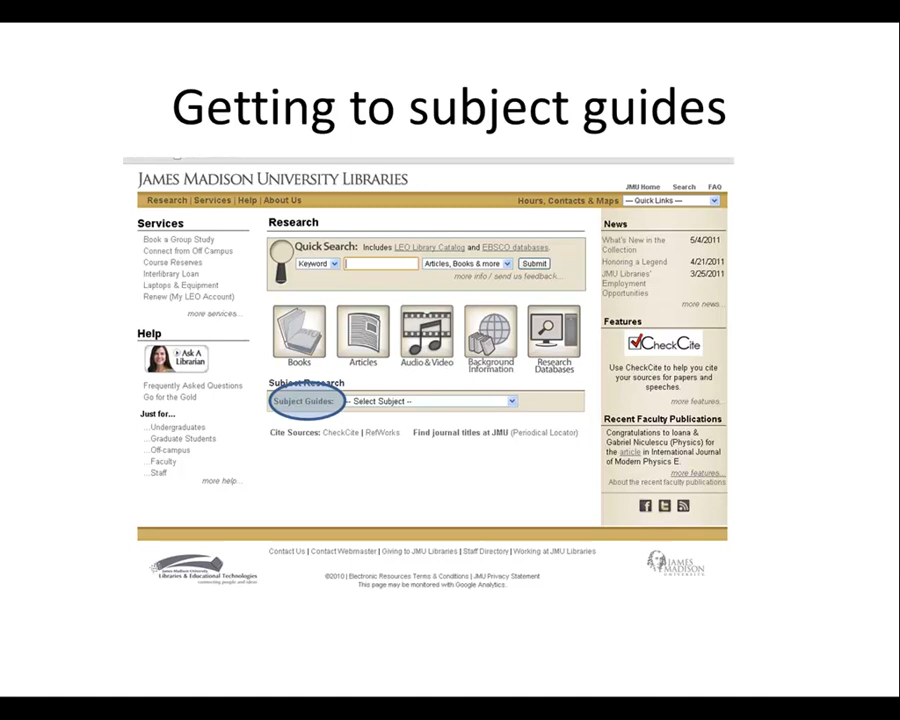 Getting to subject guides
JAMES MADISON UNIVERSITY LIBRARIES
JMU Home Search FAQ
Research | Services | Help | About Us
Hours, Contacts & Maps — Quick Links —
Services
Book a Group Study
Connect from Off Campus
Course Reserves
Interlibrary Loan
Laptops & Equipment
Renew (My LEO Account)
more services...
Help
Ask A
Librarian
Frequently Asked Questions
Go for the Gold
Just for...
...Undergraduates
...Graduate Students
...Off-campus
...Faculty
...Staff
more help...
Research
Quick Search: Includes LEO Library Catalog and EBSCO databases.
Keyword Articles, Books & more Submit
more info / send us feedback...
Books
Articles
Audio & Video
Background
Information
Research
Databases
Subject Research
Subject Guides: -- Select Subject --
Cite Sources: CheckCite | RefWorks Find journal titles at JMU (Periodical Locator)
News
What's New in the 5/4/2011
Collection
Honoring a Legend 4/21/2011
JMU Libraries' 3/25/2011
Employment
Opportunities
more news...
Features
CheckCite
Use CheckCite to help you cite
your sources for papers and
speeches.
more features...
Recent Faculty Publications
Congratulations to Ioana &
Gabriel Niculescu (Physics) for
the article in International Journal
of Modern Physics E.
more features...
About the recent faculty publications
Contact Us | Contact Webmaster | Giving to JMU Libraries | Staff Directory | Working at JMU Libraries
©2010 | Electronic Resources Terms & Conditions | JMU Privacy Statement
This page may be monitored with Google Analytics.
James Madison University
Libraries & Educational Technologies
connecting people and ideas
JAMES
MADISON
UNIVERSITY